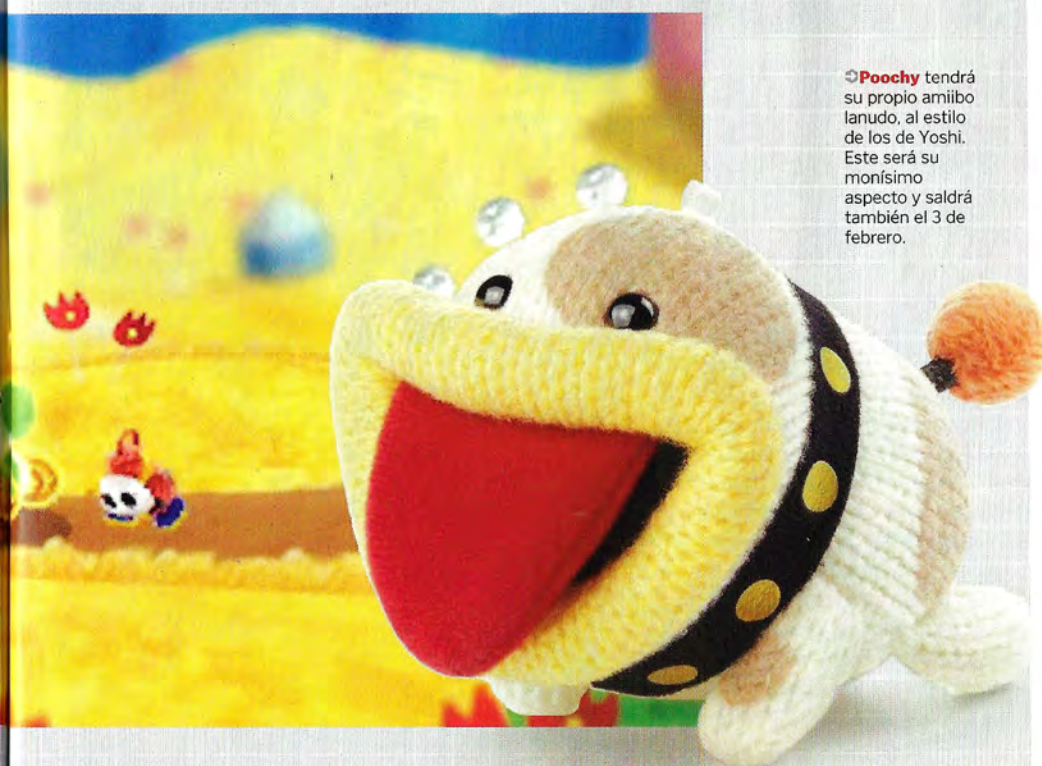 Poochy tendrá
su propio amiibo
lanudo, al estilo
de los de Yoshi.
Este será su
monísimo
aspecto y saldrá
también el 3 de
febrero.